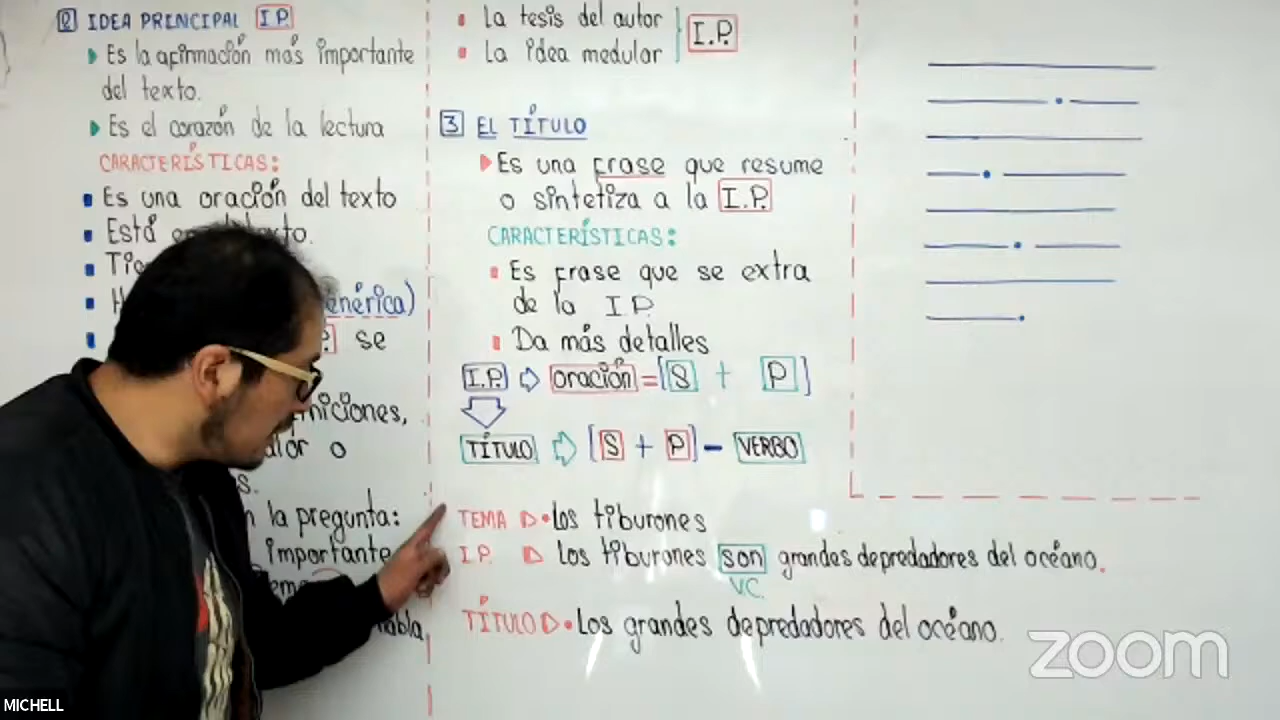 2 IDEA PRINCIPAL I.P.
Es la afirmación más importante
del texto.
Es el corazón de la lectura
CARACTERÍSTICAS:
Es una oración del texto
Está
enérica)
se
la pregunta:
importante
La tesis del autor
La idea medular
I.P.
3 EL TÍTULO
Es una frase que resume
o sintetiza a la I.P.
CARACTERÍSTICAS:
Es frase que se extra
de la I.P.
Da más detalles
I.P. ⇨ oración = [S + P]
TÍTULO ⇨ [S + P] - VERBO
TEMA ▷ • Los tiburones
I.P. ▷ Los tiburones son grandes depredadores del océano.
V.C.
TÍTULO ▷ • Los grandes depredadores del océano.
zoom
MICHELL